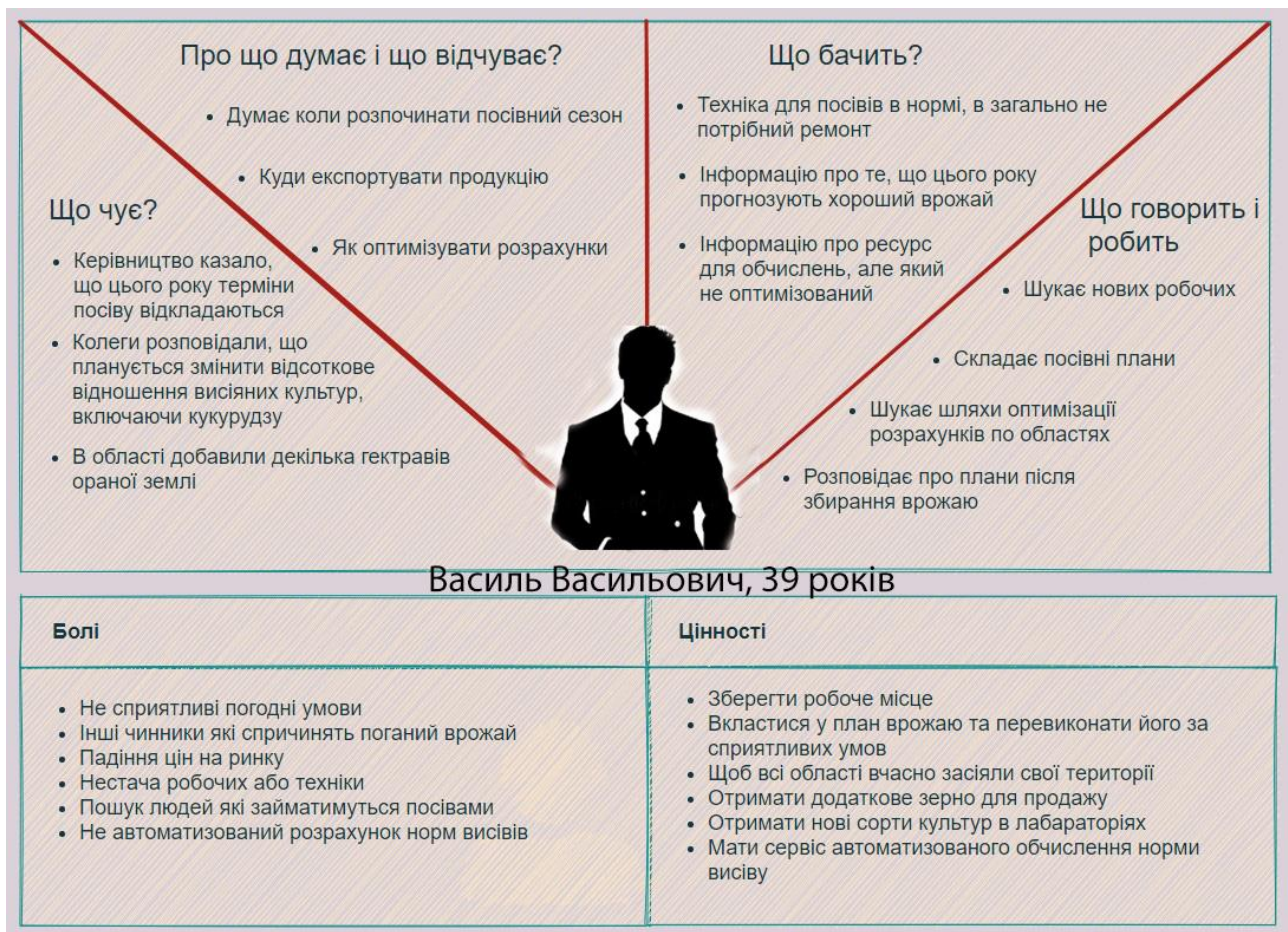 Про що думає і що відчуває?
Думає коли розпочинати посівний сезон
Куди експортувати продукцію
Як оптимізувати розрахунки
Що бачить?
Техніка для посівів в нормі, в загально не
потрібний ремонт
Інформацію про те, що цього року
прогнозують хороший врожай
Інформацію про ресурс
для обчислень, але який
не оптимізований
Що чує?
Керівництво казало,
що цього року терміни
посіву відкладаються
Колеги розповідали, що
планується змінити відсоткове
відношення висіяних культур,
включаючи кукурудзу
В області добавили декілька гектравів
ораної землі
Що говорить і
робить
Шукає нових робочих
Складає посівні плани
Шукає шляхи оптимізації
розрахунків по областях
Розповідає про плани після
збирання врожаю
Василь Васильович, 39 років
Болі
Не сприятливі погодні умови
Інші чинники які спричинять поганий врожай
Падіння цін на ринку
Нестача робочих або техніки
Пошук людей які займатимуться посівами
Не автоматизований розрахунок норм висівів
Цінності
Зберегти робоче місце
Вкластися у план врожаю та перевиконати його за
сприятливих умов
Щоб всі області вчасно засіяли свої території
Отримати додаткове зерно для продажу
Отримати нові сорти культур в лабараторіях
Мати сервіс автоматизованого обчислення норми
висіву